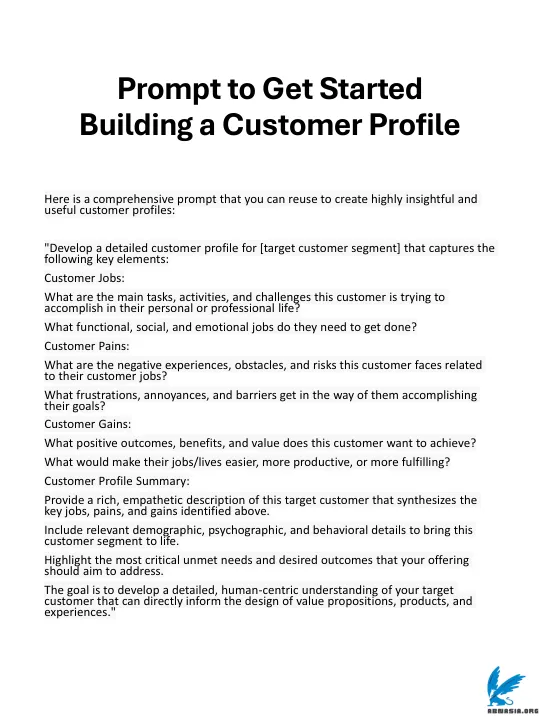 Prompt to Get Started
Building a Customer Profile
Here is a comprehensive prompt that you can reuse to create highly insightful and
useful customer profiles:
"Develop a detailed customer profile for [target customer segment] that captures the
following key elements:
Customer Jobs:
What are the main tasks, activities, and challenges this customer is trying to
accomplish in their personal or professional life?
What functional, social, and emotional jobs do they need to get done?
Customer Pains:
What are the negative experiences, obstacles, and risks this customer faces related
to their customer jobs?
What frustrations, annoyances, and barriers get in the way of them accomplishing
their goals?
Customer Gains:
What positive outcomes, benefits, and value does this customer want to achieve?
What would make their jobs/lives easier, more productive, or more fulfilling?
Customer Profile Summary:
Provide a rich, empathetic description of this target customer that synthesizes the
key jobs, pains, and gains identified above.
Include relevant demographic, psychographic, and behavioral details to bring this
customer segment to life.
Highlight the most critical unmet needs and desired outcomes that your offering
should aim to address.
The goal is to develop a detailed, human-centric understanding of your target
customer that can directly inform the design of value propositions, products, and
experiences."
ABMASIA.ORG